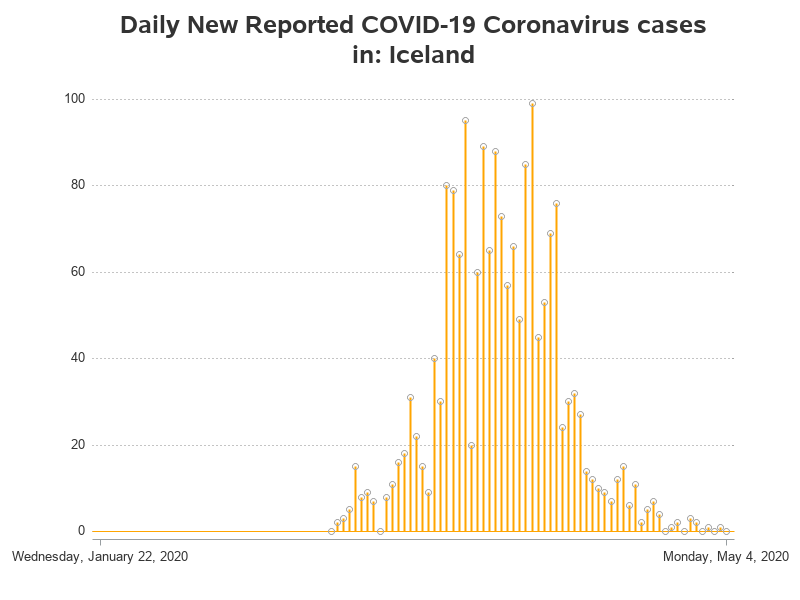 Daily New Reported COVID-19 Coronavirus cases
in: Iceland
100
80
60
40
20
0
Wednesday, January 22, 2020
Monday, May 4, 2020